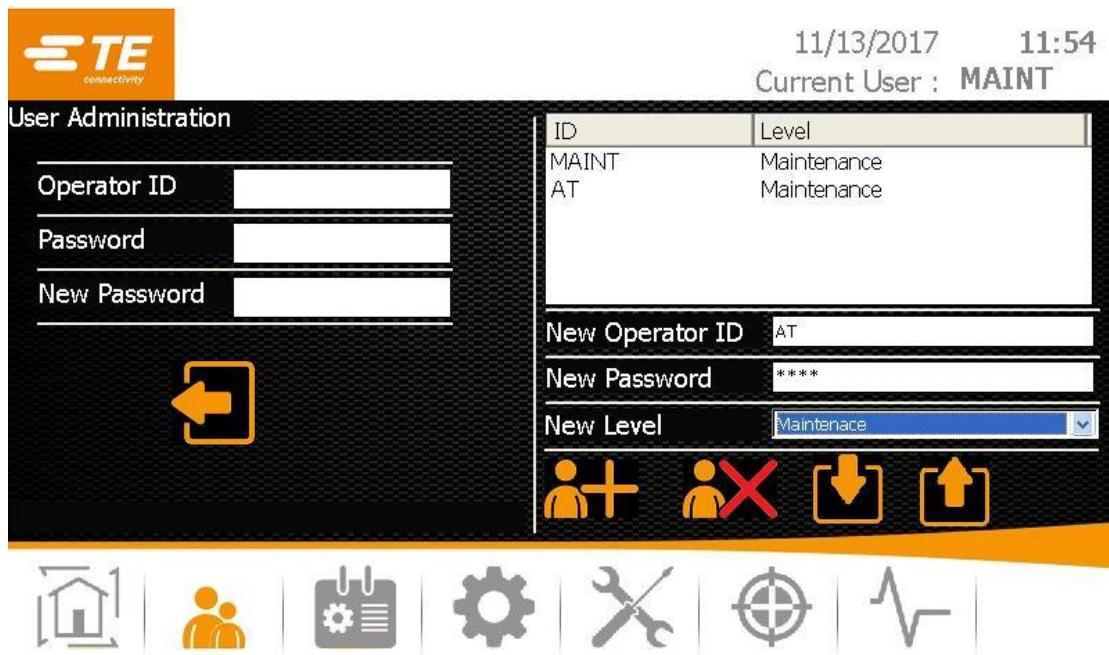 TE
connectivity
11/13/2017 11:54
Current User : MAINT
User Administration
Operator ID
Password
New Password
ID Level
MAINT Maintenance
AT Maintenance
New Operator ID AT
New Password ****
New Level Maintenace